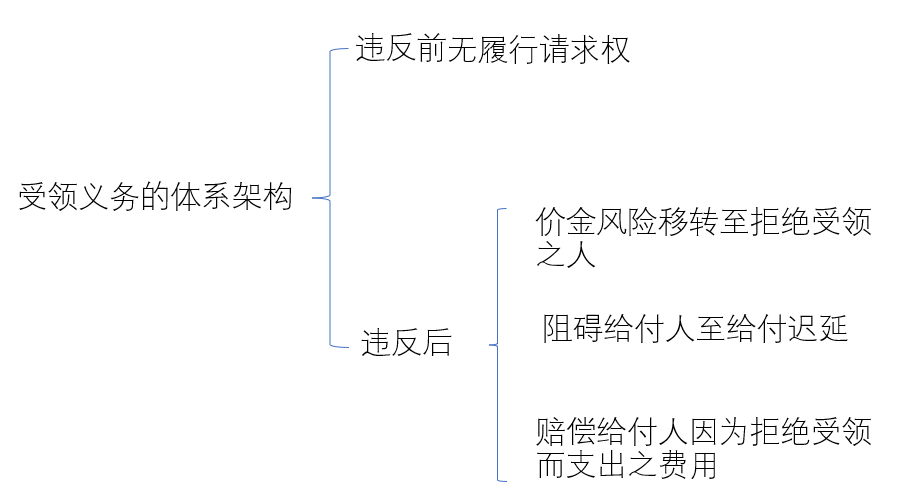 违反前无履行请求权
受领义务的体系架构
违反后
价金风险移转至拒绝受领
之人
阻碍给付人至给付迟延
赔偿给付人因为拒绝受领
而支出之费用